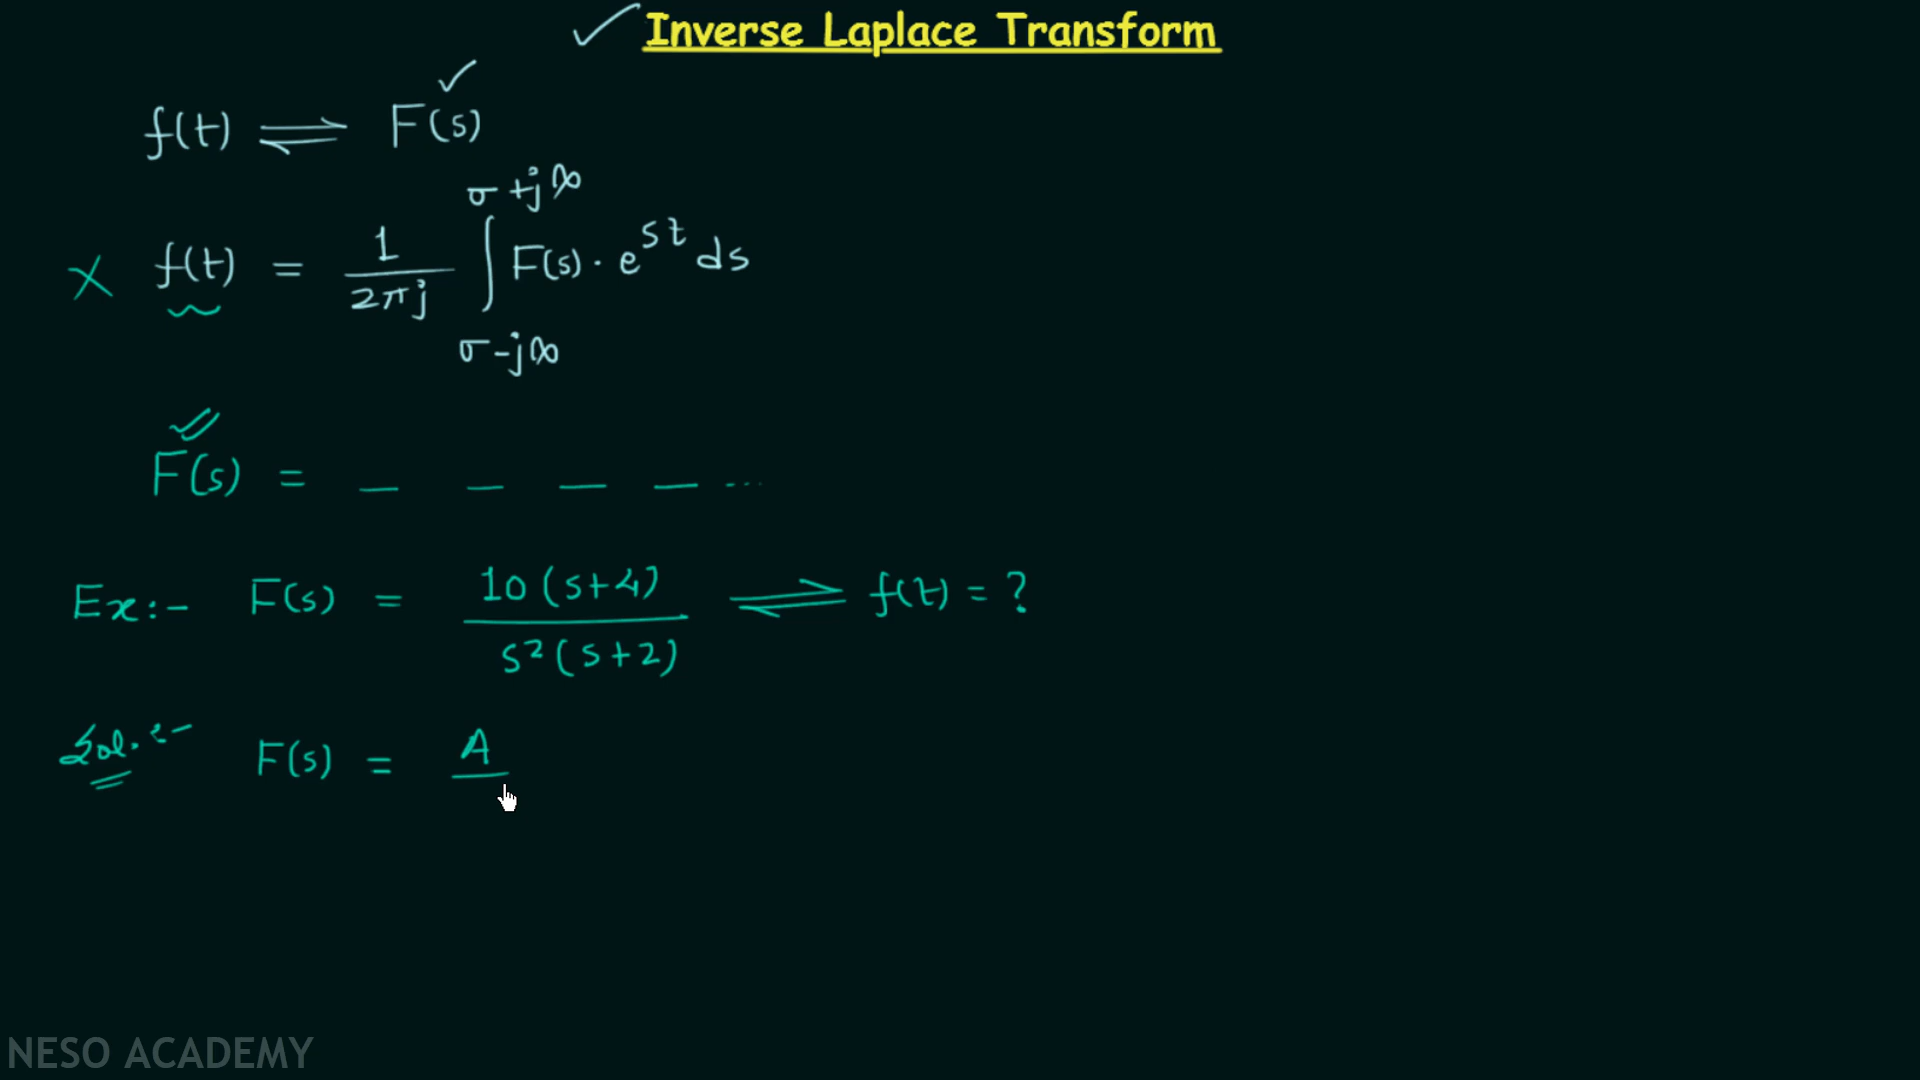 Inverse Laplace Transform
f(t) ⇌ F(s)
f(t) = 1/2πj ∫_{σ-j∞}^{σ+j∞} F(s) · e^{st} ds
F(s) = _ _ _ _ ...
Ex:- F(s) = 10(s+4)/s²(s+2) ⇌ f(t) = ?
Sol.:- F(s) = A/
NESO ACADEMY